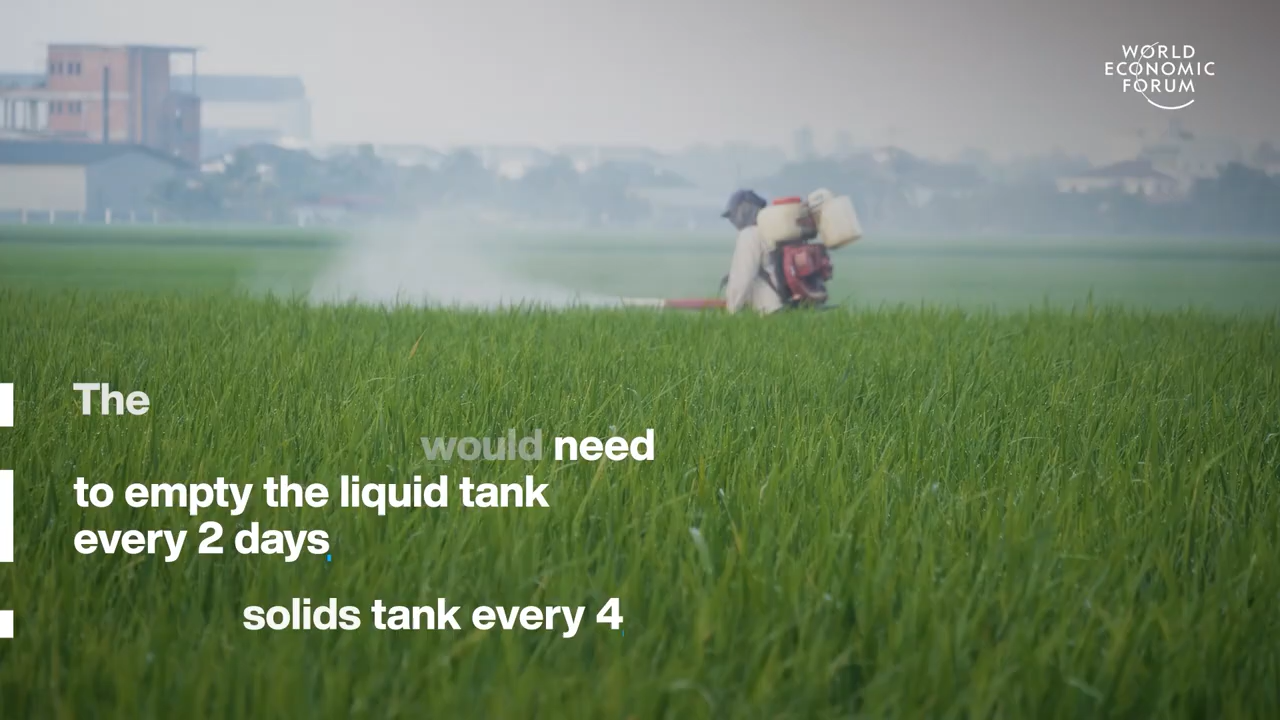 WORLD
ECONOMIC
FORUM
The
would need
to empty the liquid tank
every 2 days
solids tank every 4